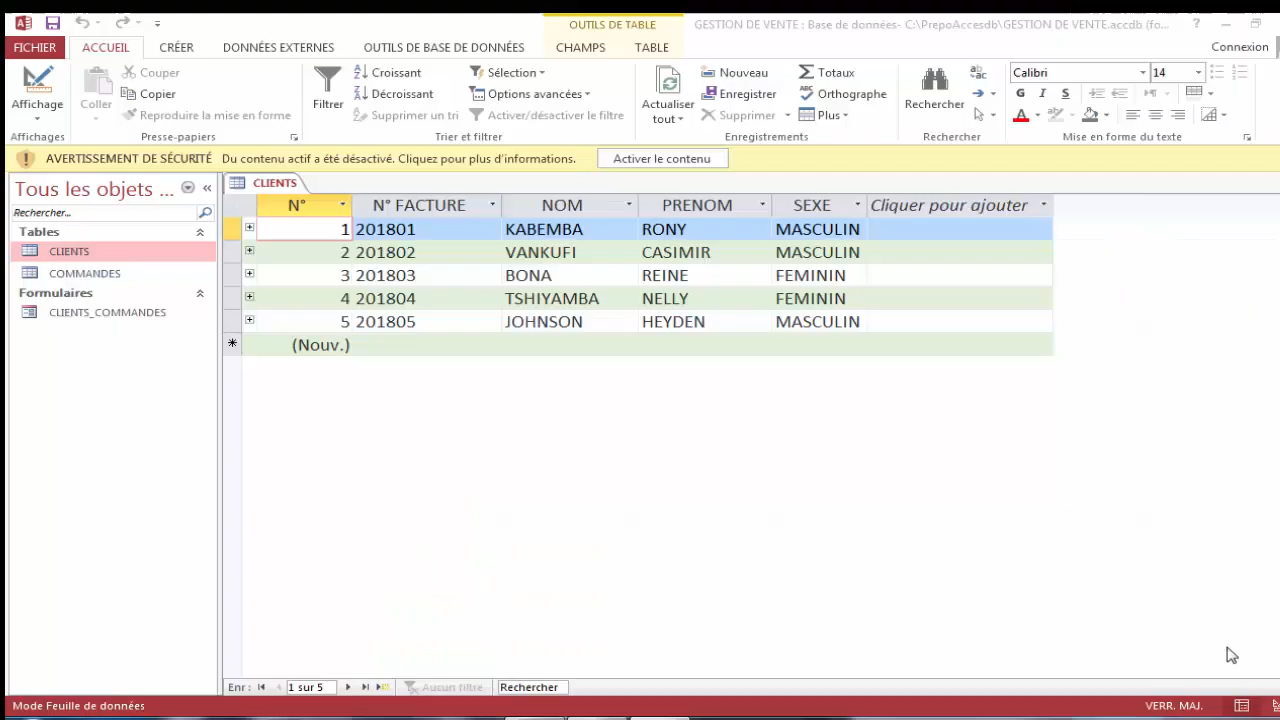 OUTILS DE TABLE
GESTION DE VENTE : Base de données- C:\PrepoAccesdb\GESTION DE VENTE.accdb (fo...
?
FICHIER ACCUEIL CRÉER DONNÉES EXTERNES OUTILS DE BASE DE DONNÉES CHAMPS TABLE Connexion
Affichage
Affichages
Coller
Couper
Copier
Reproduire la mise en forme
Presse-papiers
Filtrer
Croissant
Décroissant
Supprimer un tri
Sélection
Options avancées
Activer/désactiver le filtre
Trier et filtrer
Actualiser
tout
Nouveau
Enregistrer
Supprimer
Totaux
Orthographe
Plus
Enregistrements
Rechercher
Rechercher
Calibri 14
G I S
A
Mise en forme du texte
AVERTISSEMENT DE SÉCURITÉ Du contenu actif a été désactivé. Cliquez pour plus d'informations. Activer le contenu
Tous les objets ...
Rechercher...
Tables
CLIENTS
COMMANDES
Formulaires
CLIENTS_COMMANDES
CLIENTS
N° N° FACTURE NOM PRENOM SEXE Cliquer pour ajouter
1 201801 KABEMBA RONY MASCULIN
2 201802 VANKUFI CASIMIR MASCULIN
3 201803 BONA REINE FEMININ
4 201804 TSHIYAMBA NELLY FEMININ
5 201805 JOHNSON HEYDEN MASCULIN
(Nouv.)
Enr : 1 sur 5 Aucun filtre Rechercher
Mode Feuille de données VERR. MAJ.